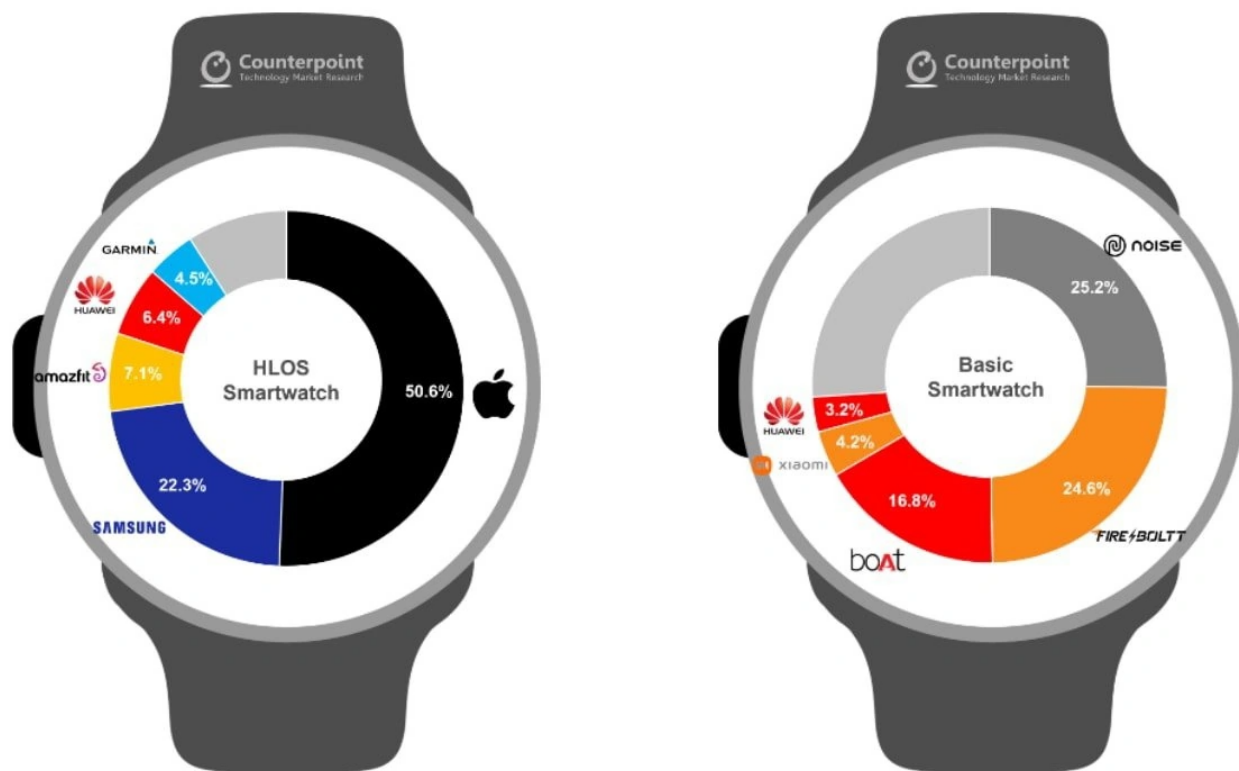 Counterpoint
Technology Market Research
GARMIN
4.5%
HUAWEI
6.4%
amazfit
7.1%
HLOS
Smartwatch
50.6%
22.3%
SAMSUNG
Counterpoint
Technology Market Research
NOISE
25.2%
Basic
Smartwatch
HUAWEI
3.2%
xiaomi
4.2%
16.8%
24.6%
FIRE BOLTT
boAt